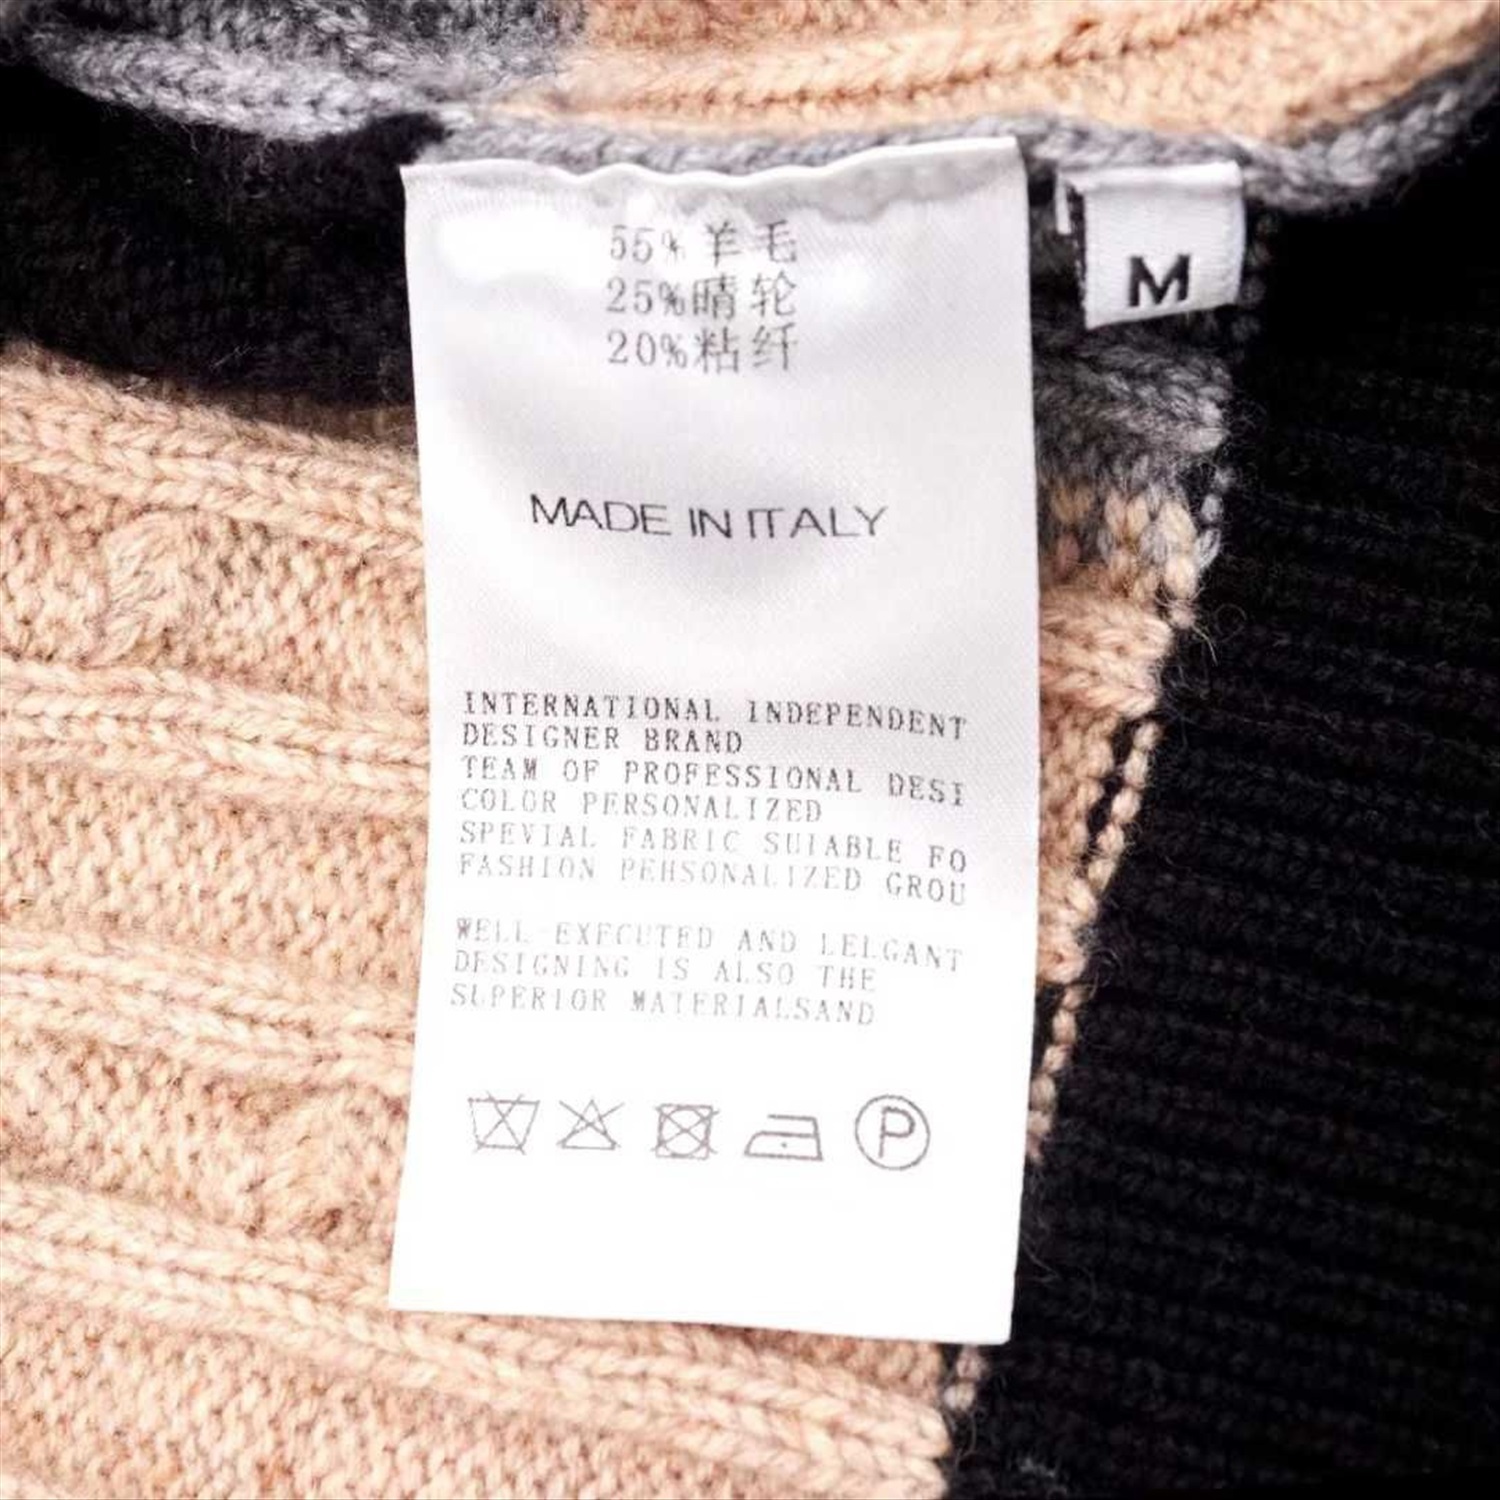 55%羊毛
25%晴轮
20%粘纤
M
MADE IN ITALY
INTERNATIONAL INDEPENDENT
DESIGNER BRAND
TEAM OF PROFESSIONAL DESI
COLOR PERSONALIZED
SPEVIAL FABRIC SUIABLE FO
FASHION PEHSONALIZED GROU
WELL-EXECUTED AND LELGANT
DESIGNING IS ALSO THE
SUPERIOR MATERIALSAND
P